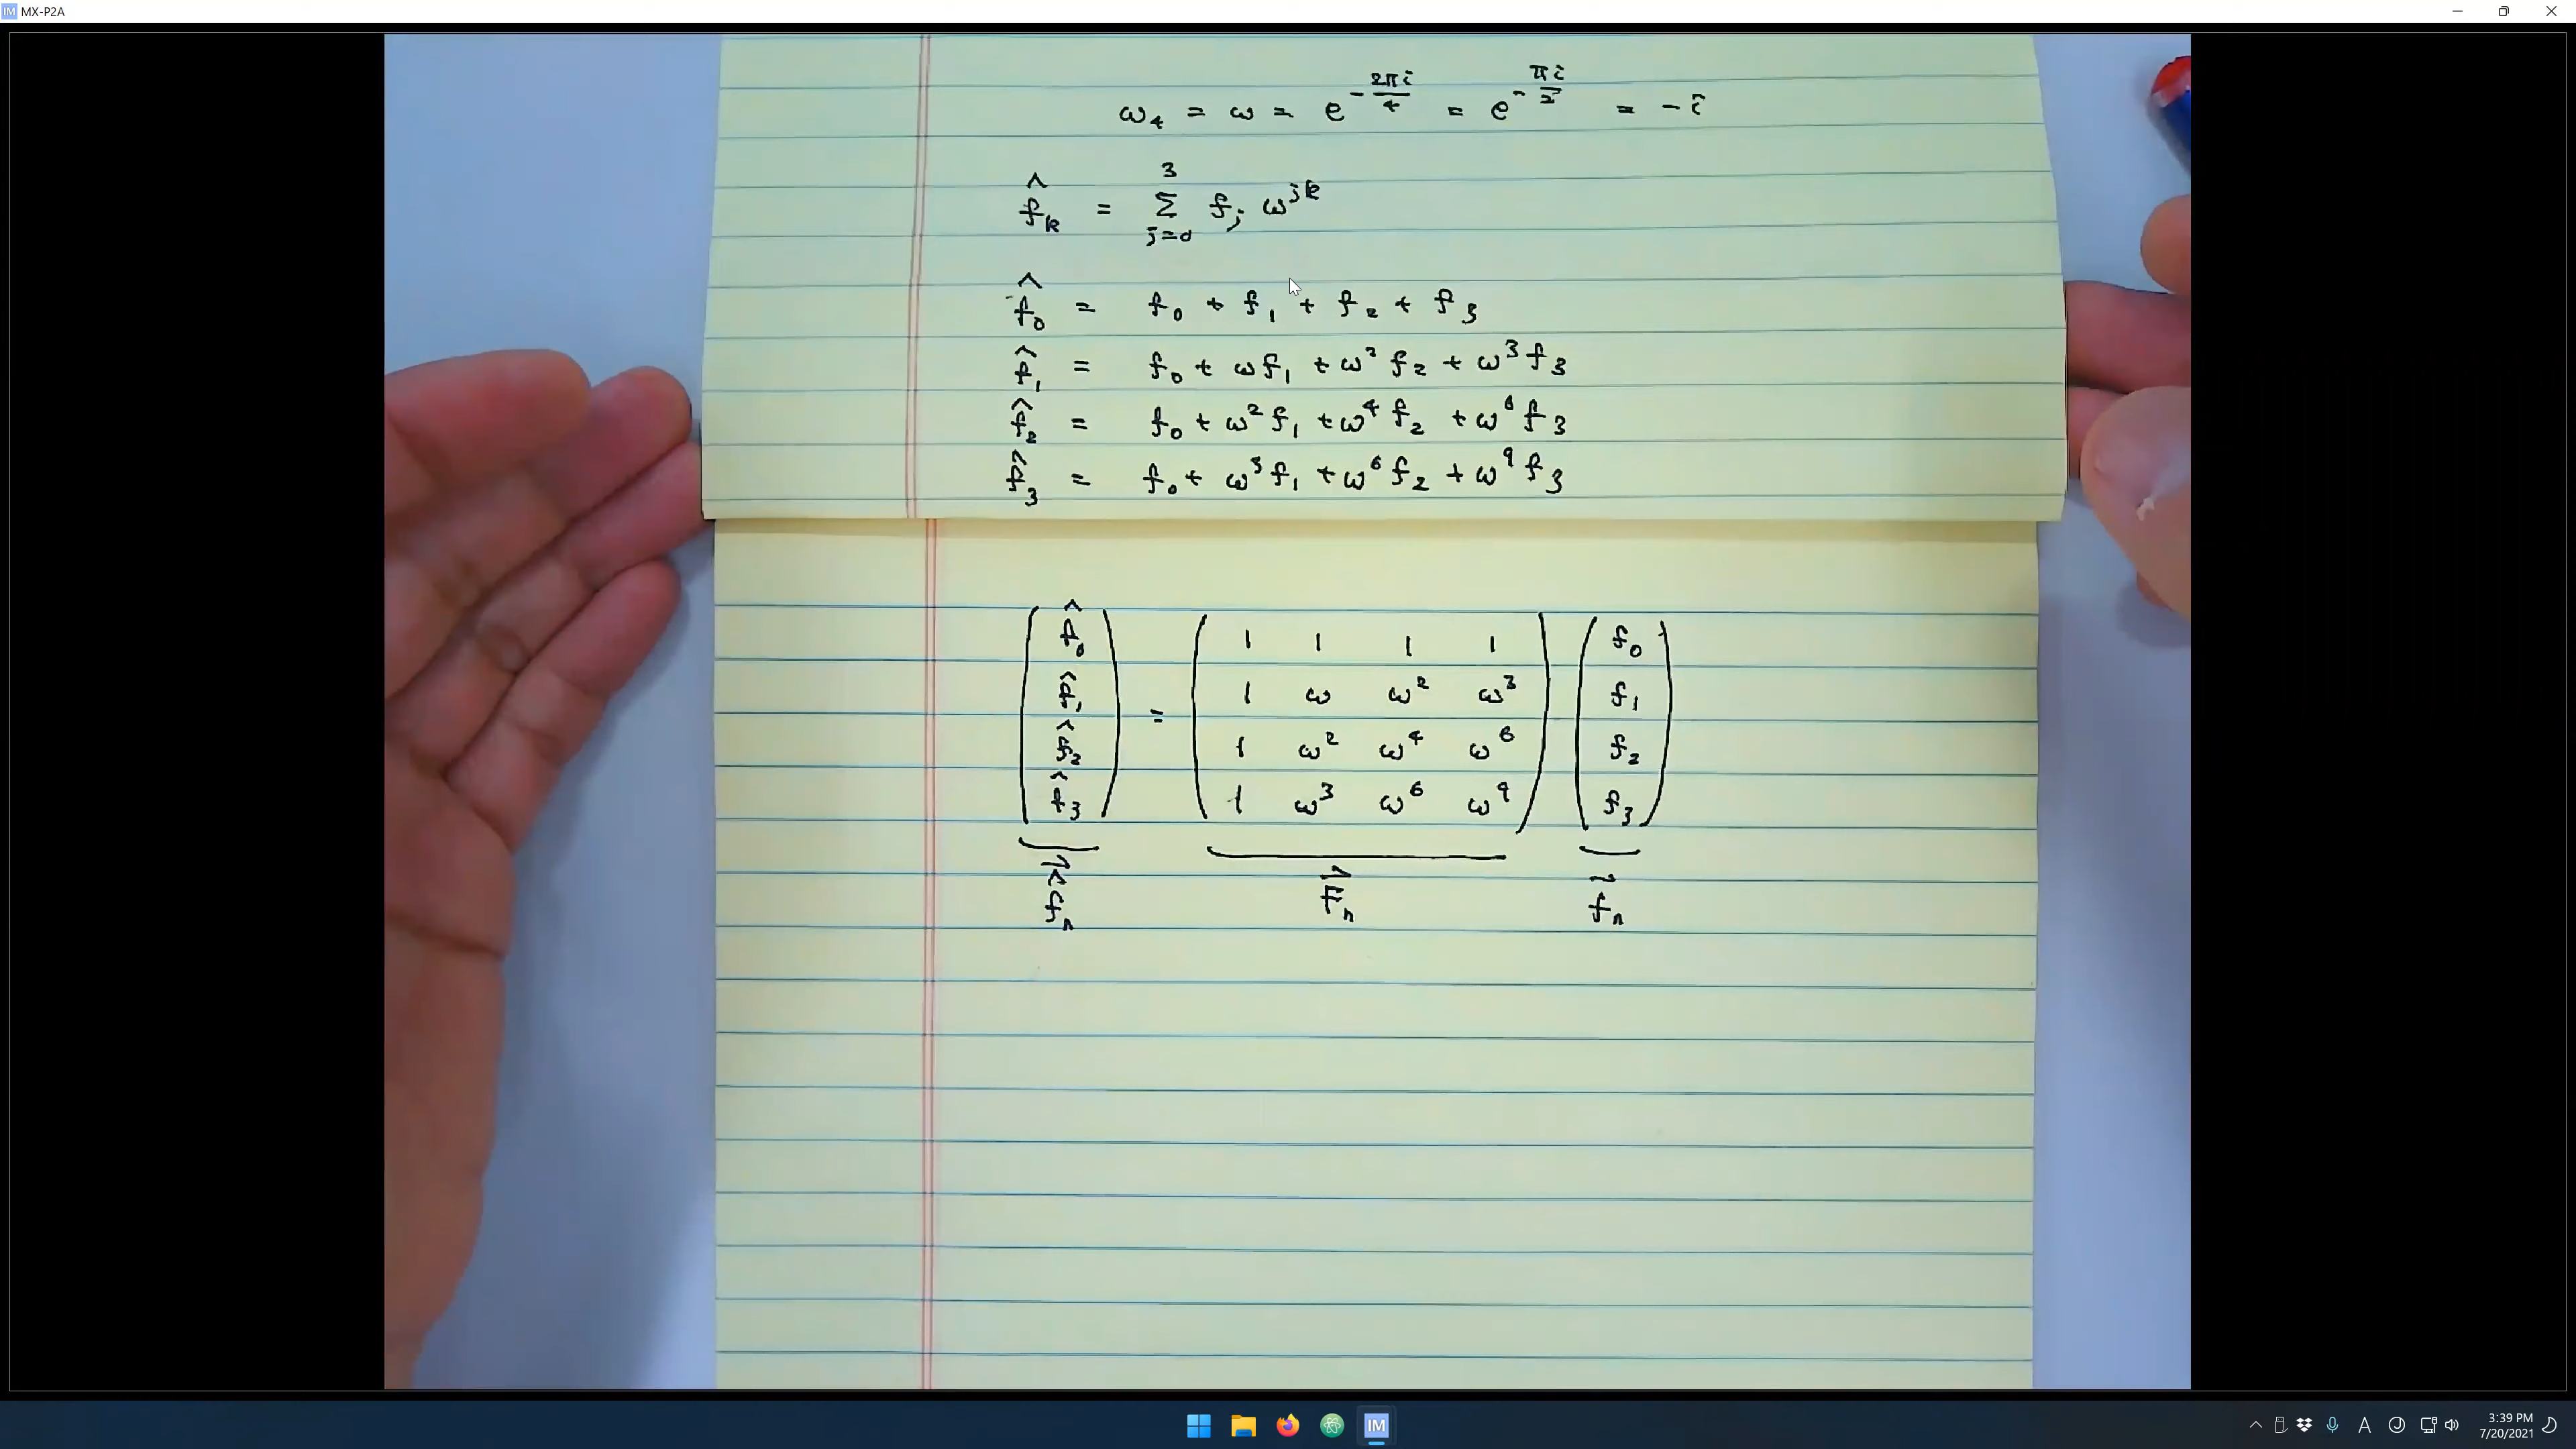 MX-P2A
ω₄ = ω = e^{-2πi/4} = e^{-πi/2} = -i
f̂ₖ = Σ_{j=0}^{3} fⱼ ω^{jk}
f̂₀ = f₀ + f₁ + f₂ + f₃
f̂₁ = f₀ + ωf₁ + ω²f₂ + ω³f₃
f̂₂ = f₀ + ω²f₁ + ω⁴f₂ + ω⁶f₃
f̂₃ = f₀ + ω³f₁ + ω⁶f₂ + ω⁹f₃
f̂₀ 1 1 1 1 f₀
f̂₁ 1 ω ω² ω³ f₁
f̂₂ = 1 ω² ω⁴ ω⁶ f₂
f̂₃ 1 ω³ ω⁶ ω⁹ f₃
f̂⃗ₙ F⃗ₙ f⃗ₙ
IM
A
3:39 PM
7/20/2021